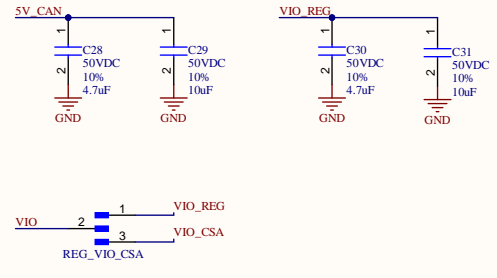 5V_CAN
1
2
C28
50VDC
10%
4.7uF
GND
1
2
C29
50VDC
10%
10uF
GND
VIO_REG
1
2
C30
50VDC
10%
4.7uF
GND
1
2
C31
50VDC
10%
10uF
GND
VIO
2
1
VIO_REG
3
VIO_CSA
REG_VIO_CSA